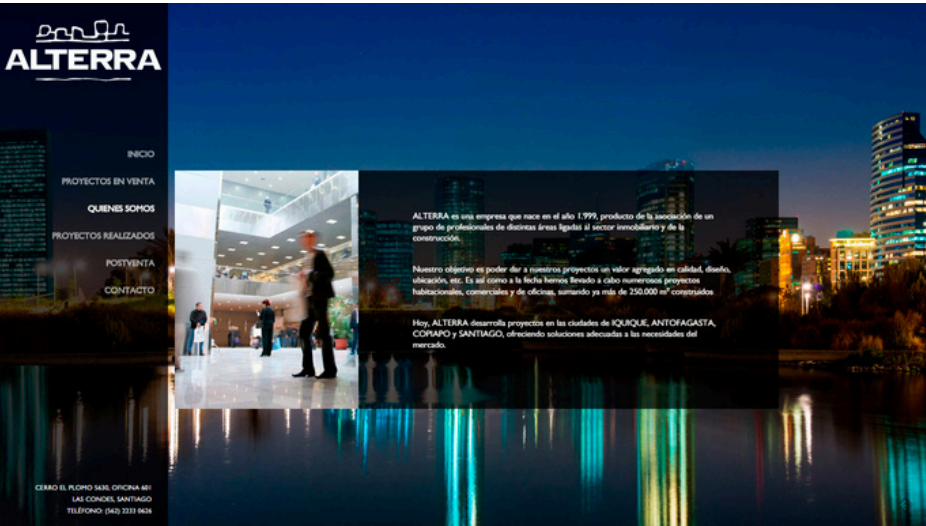 ALTERRA
INICIO
PROYECTOS EN VENTA
QUIENES SOMOS
PROYECTOS REALIZADOS
POSTVENTA
CONTACTO
ALTERRA es una empresa que nace en el año 1.999, producto de la asociación de un
grupo de profesionales de distintas áreas ligadas al sector inmobiliario y de la
construcción.
Nuestro objetivo es poder dar a nuestros proyectos un valor agregado en calidad, diseño,
ubicación, etc. Es así como a la fecha hemos llevado a cabo numerosos proyectos
habitacionales, comerciales y de oficinas, sumando ya más de 250.000 m² construidos
Hoy, ALTERRA desarrolla proyectos en las ciudades de IQUIQUE, ANTOFAGASTA,
COPIAPO y SANTIAGO, ofreciendo soluciones adecuadas a las necesidades del
mercado.
CERRO EL PLOMO 5630, OFICINA 601
LAS CONDES, SANTIAGO
TELÉFONO: (562) 2233 0626